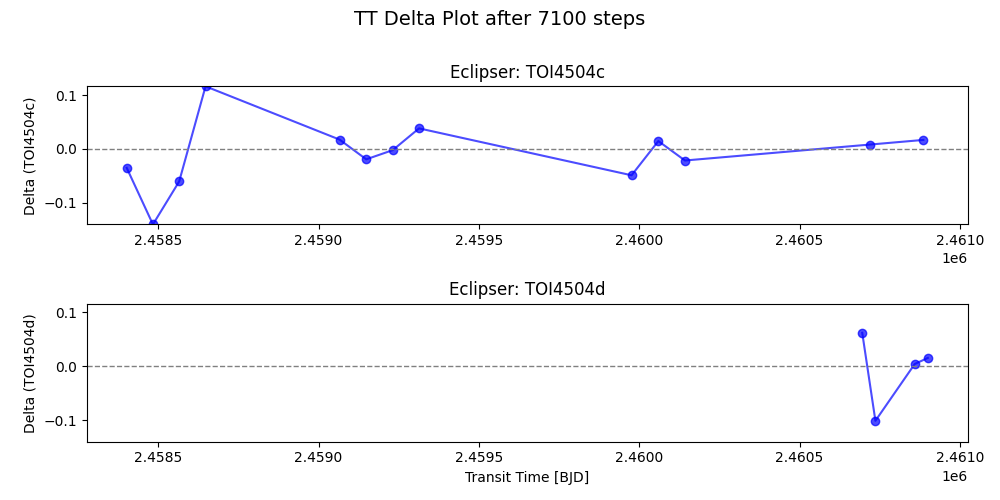 TT Delta Plot after 7100 steps
Eclipser: TOI4504c
Delta (TOI4504c)
0.1
0.0
−0.1
2.4585 2.4590 2.4595 2.4600 2.4605 2.4610
1e6
Eclipser: TOI4504d
Delta (TOI4504d)
0.1
0.0
−0.1
2.4585 2.4590 2.4595 2.4600 2.4605 2.4610
Transit Time [BJD]
1e6